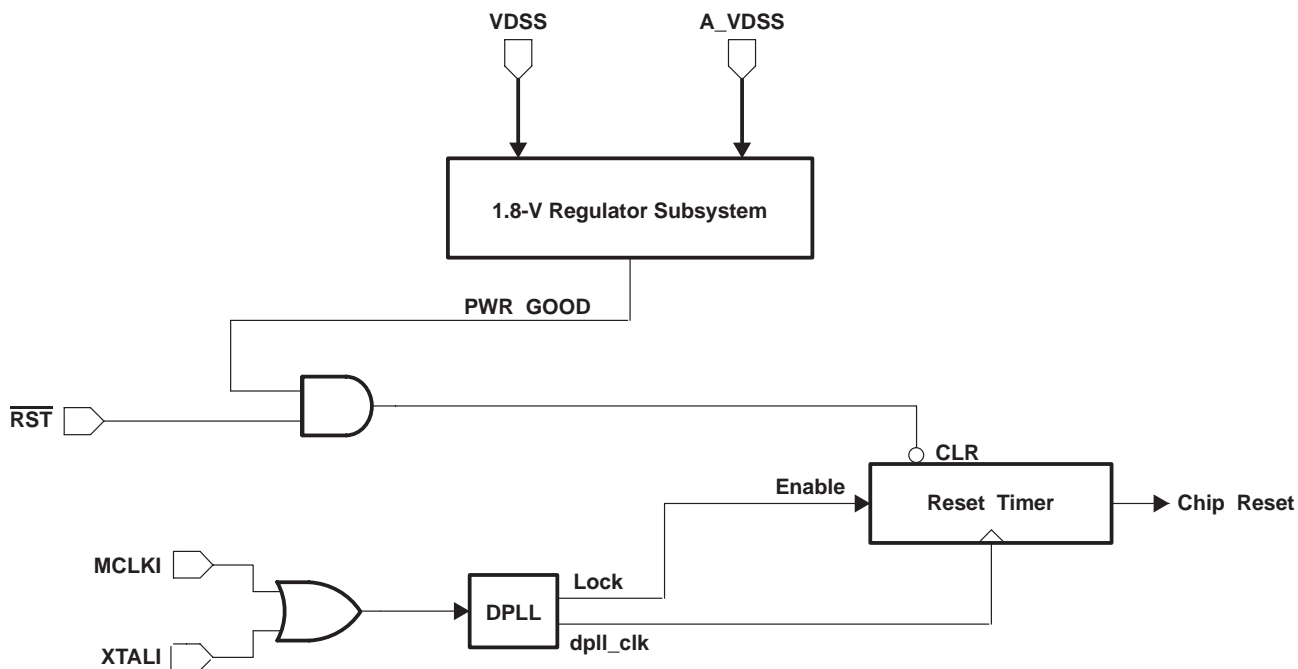 VDSS
A_VDSS
1.8-V Regulator Subsystem
PWR GOOD
RST
CLR
Enable
Reset Timer
Chip Reset
MCLKI
Lock
DPLL
dpll_clk
XTALI